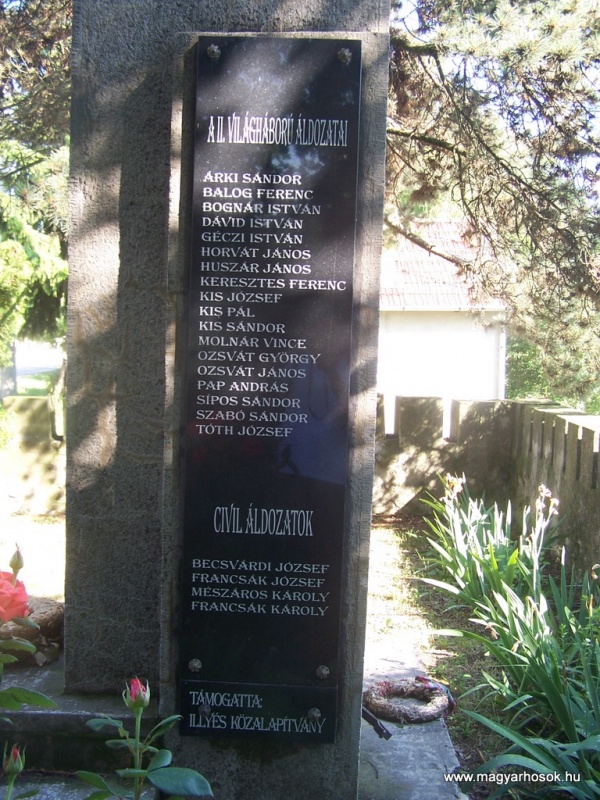 A II. VILÁGHÁBORÚ ÁLDOZATAI
ÁRKI SÁNDOR
BALOG FERENC
BOGNÁR ISTVÁN
DÁVID ISTVÁN
GÉCZI ISTVÁN
HORVÁT JÁNOS
HUSZÁR JÁNOS
KERESZTES FERENC
KIS JÓZSEF
KIS PÁL
KIS SÁNDOR
MOLNÁR VINCE
OZSVÁT GYÖRGY
OZSVÁT JÁNOS
PAP ANDRÁS
SÍPOS SÁNDOR
SZABÓ SÁNDOR
TÓTH JÓZSEF
CIVIL ÁLDOZATOK
BECSVÁRDI JÓZSEF
FRANCSÁK JÓZSEF
MÉSZÁROS KÁROLY
FRANCSÁK KÁROLY
TÁMOGATTA:
ILLYÉS KÖZALAPÍTVÁNY
www.magyarhosok.hu